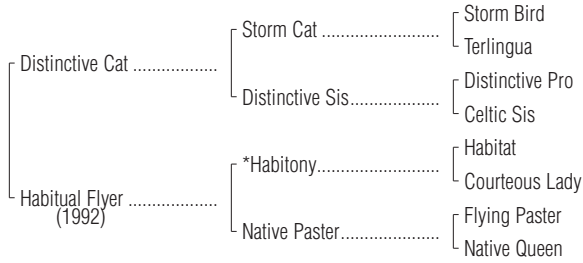 Storm Bird
Storm Cat ............................
Terlingua
Distinctive Cat ..................
Distinctive Pro
Distinctive Sis.....................
Celtic Sis
Habitat
*Habitony.............................
Courteous Lady
Habitual Flyer ...................
(1992)
Flying Paster
Native Paster.......................
Native Queen